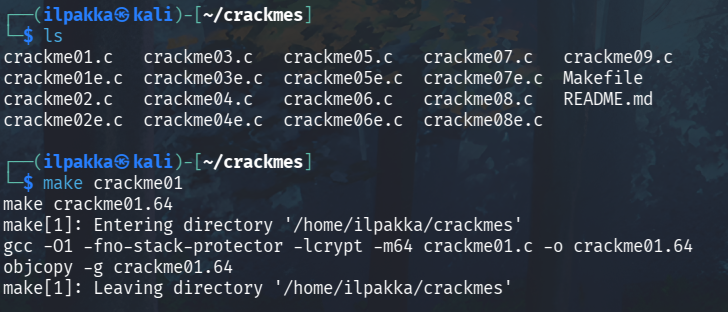 ┌──(ilpakka㉿kali)-[~/crackmes]
└─$ ls
crackme01.c   crackme03.c   crackme05.c   crackme07.c   crackme09.c
crackme01e.c  crackme03e.c  crackme05e.c  crackme07e.c  Makefile
crackme02.c   crackme04.c   crackme06.c   crackme08.c   README.md
crackme02e.c  crackme04e.c  crackme06e.c  crackme08e.c
┌──(ilpakka㉿kali)-[~/crackmes]
└─$ make crackme01
make crackme01.64
make[1]: Entering directory '/home/ilpakka/crackmes'
gcc -O1 -fno-stack-protector -lcrypt -m64 crackme01.c -o crackme01.64
objcopy -g crackme01.64
make[1]: Leaving directory '/home/ilpakka/crackmes'